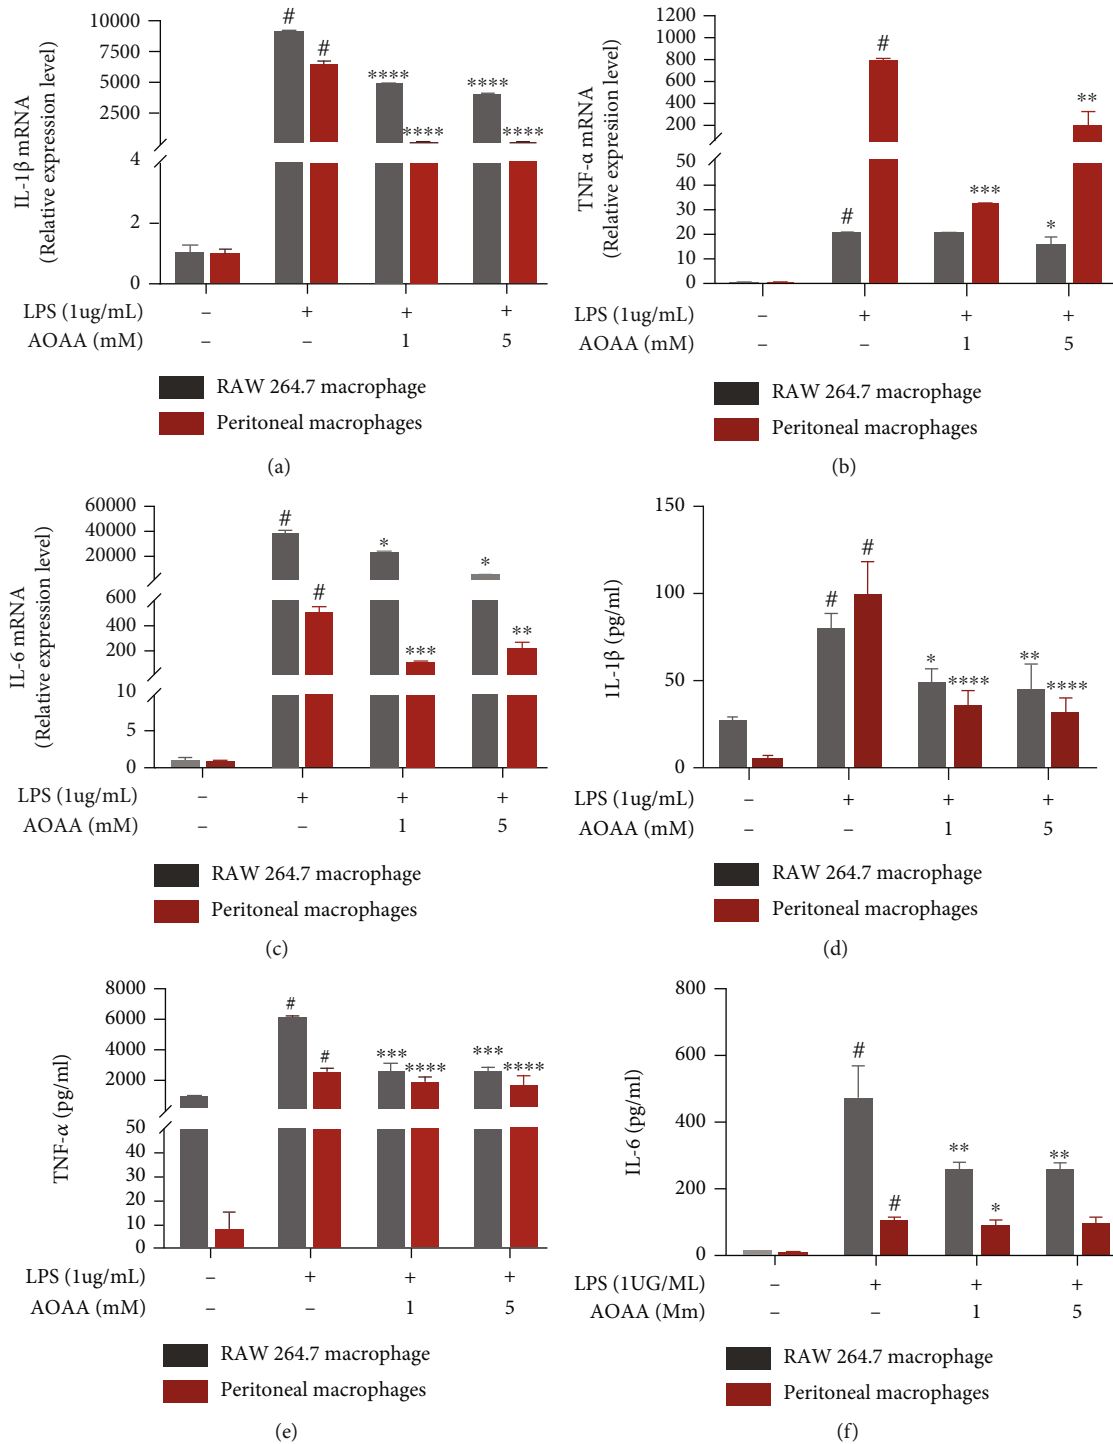 IL-1β mRNA
(Relative expression level)
10000
7500
5000
2500
4
2
0
#
#
****
****
****
****
LPS (1ug/mL) – + + +
AOAA (mM) – – 1 5
RAW 264.7 macrophage
Peritoneal macrophages
(a)
TNF-α mRNA
(Relative expresiion level)
1200
1000
800
600
400
200
50
40
30
20
10
0
#
#
***
*
**
LPS (1ug/mL) – + + +
AOAA (mM) – – 1 5
RAW 264.7 macrophage
Peritoneal macrophages
(b)
IL-6 mRNA
(Relative expression level)
60000
40000
20000
600
400
200
10
5
0
#
#
*
***
*
**
LPS (1ug/mL) – + + +
AOAA (mM) – – 1 5
RAW 264.7 macrophage
Peritoneal macrophages
(c)
1L-1β (pg/ml)
150
100
50
0
#
#
*
****
**
****
LPS (1ug/mL) – + + +
AOAA (mM) – – 1 5
RAW 264.7 macrophage
Peritoneal macrophages
(d)
TNF-α (pg/ml)
8000
6000
4000
2000
50
40
30
20
10
0
#
#
***
****
***
****
LPS (1ug/mL) – + + +
AOAA (mM) – – 1 5
RAW 264.7 macrophage
Peritoneal macrophages
(e)
IL-6 (pg/ml)
800
600
400
200
0
#
#
**
*
**
LPS (1UG/ML) – + + +
AOAA (Mm) – – 1 5
RAW 264.7 macrophage
Peritoneal macrophages
(f)